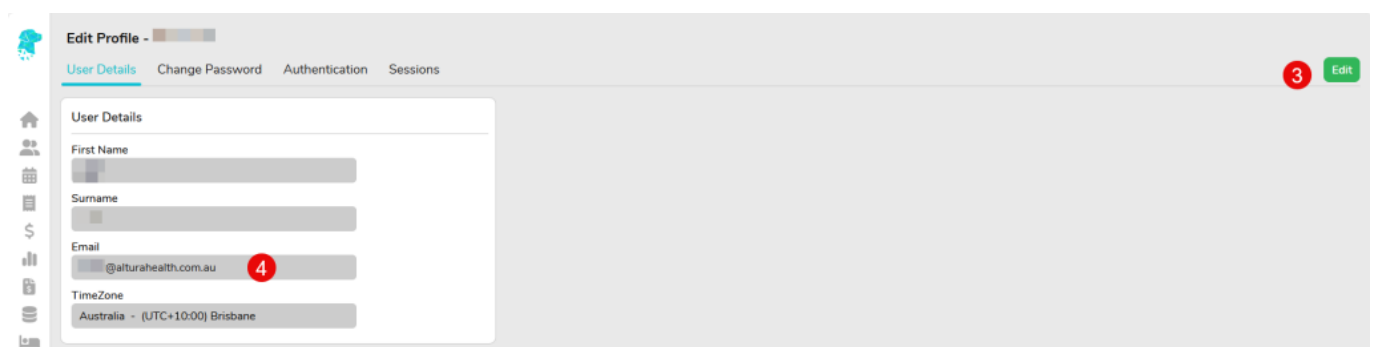 Edit Profile -
User Details Change Password Authentication Sessions
3 Edit
User Details
First Name
Surname
Email
@alturahealth.com.au 4
TimeZone
Australia - (UTC+10:00) Brisbane